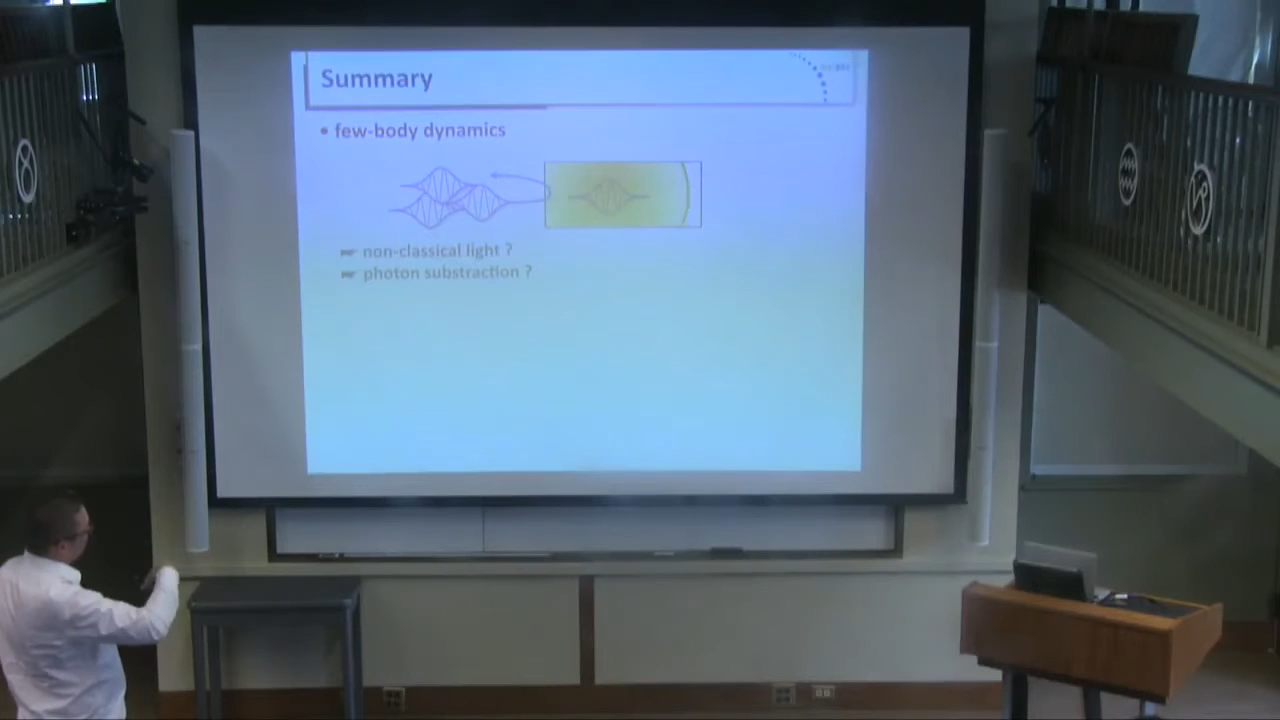 Summary
• few-body dynamics
☛ non-classical light ?
☛ photon substraction ?